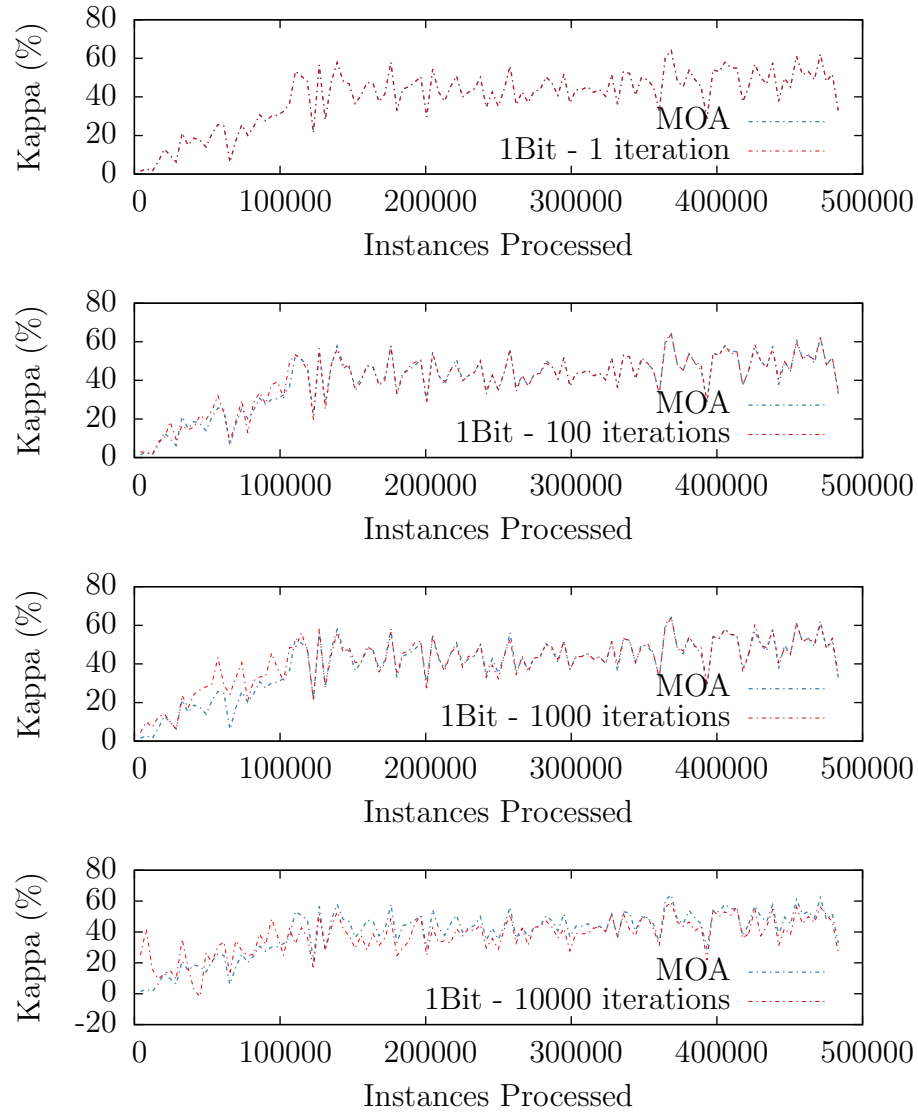 80
60
40
20
0
Kappa (%)
MOA
1Bit - 1 iteration
0 100000 200000 300000 400000 500000
Instances Processed
80
60
40
20
0
Kappa (%)
MOA
1Bit - 100 iterations
0 100000 200000 300000 400000 500000
Instances Processed
80
60
40
20
0
Kappa (%)
MOA
1Bit - 1000 iterations
0 100000 200000 300000 400000 500000
Instances Processed
80
60
40
20
0
-20
Kappa (%)
MOA
1Bit - 10000 iterations
0 100000 200000 300000 400000 500000
Instances Processed